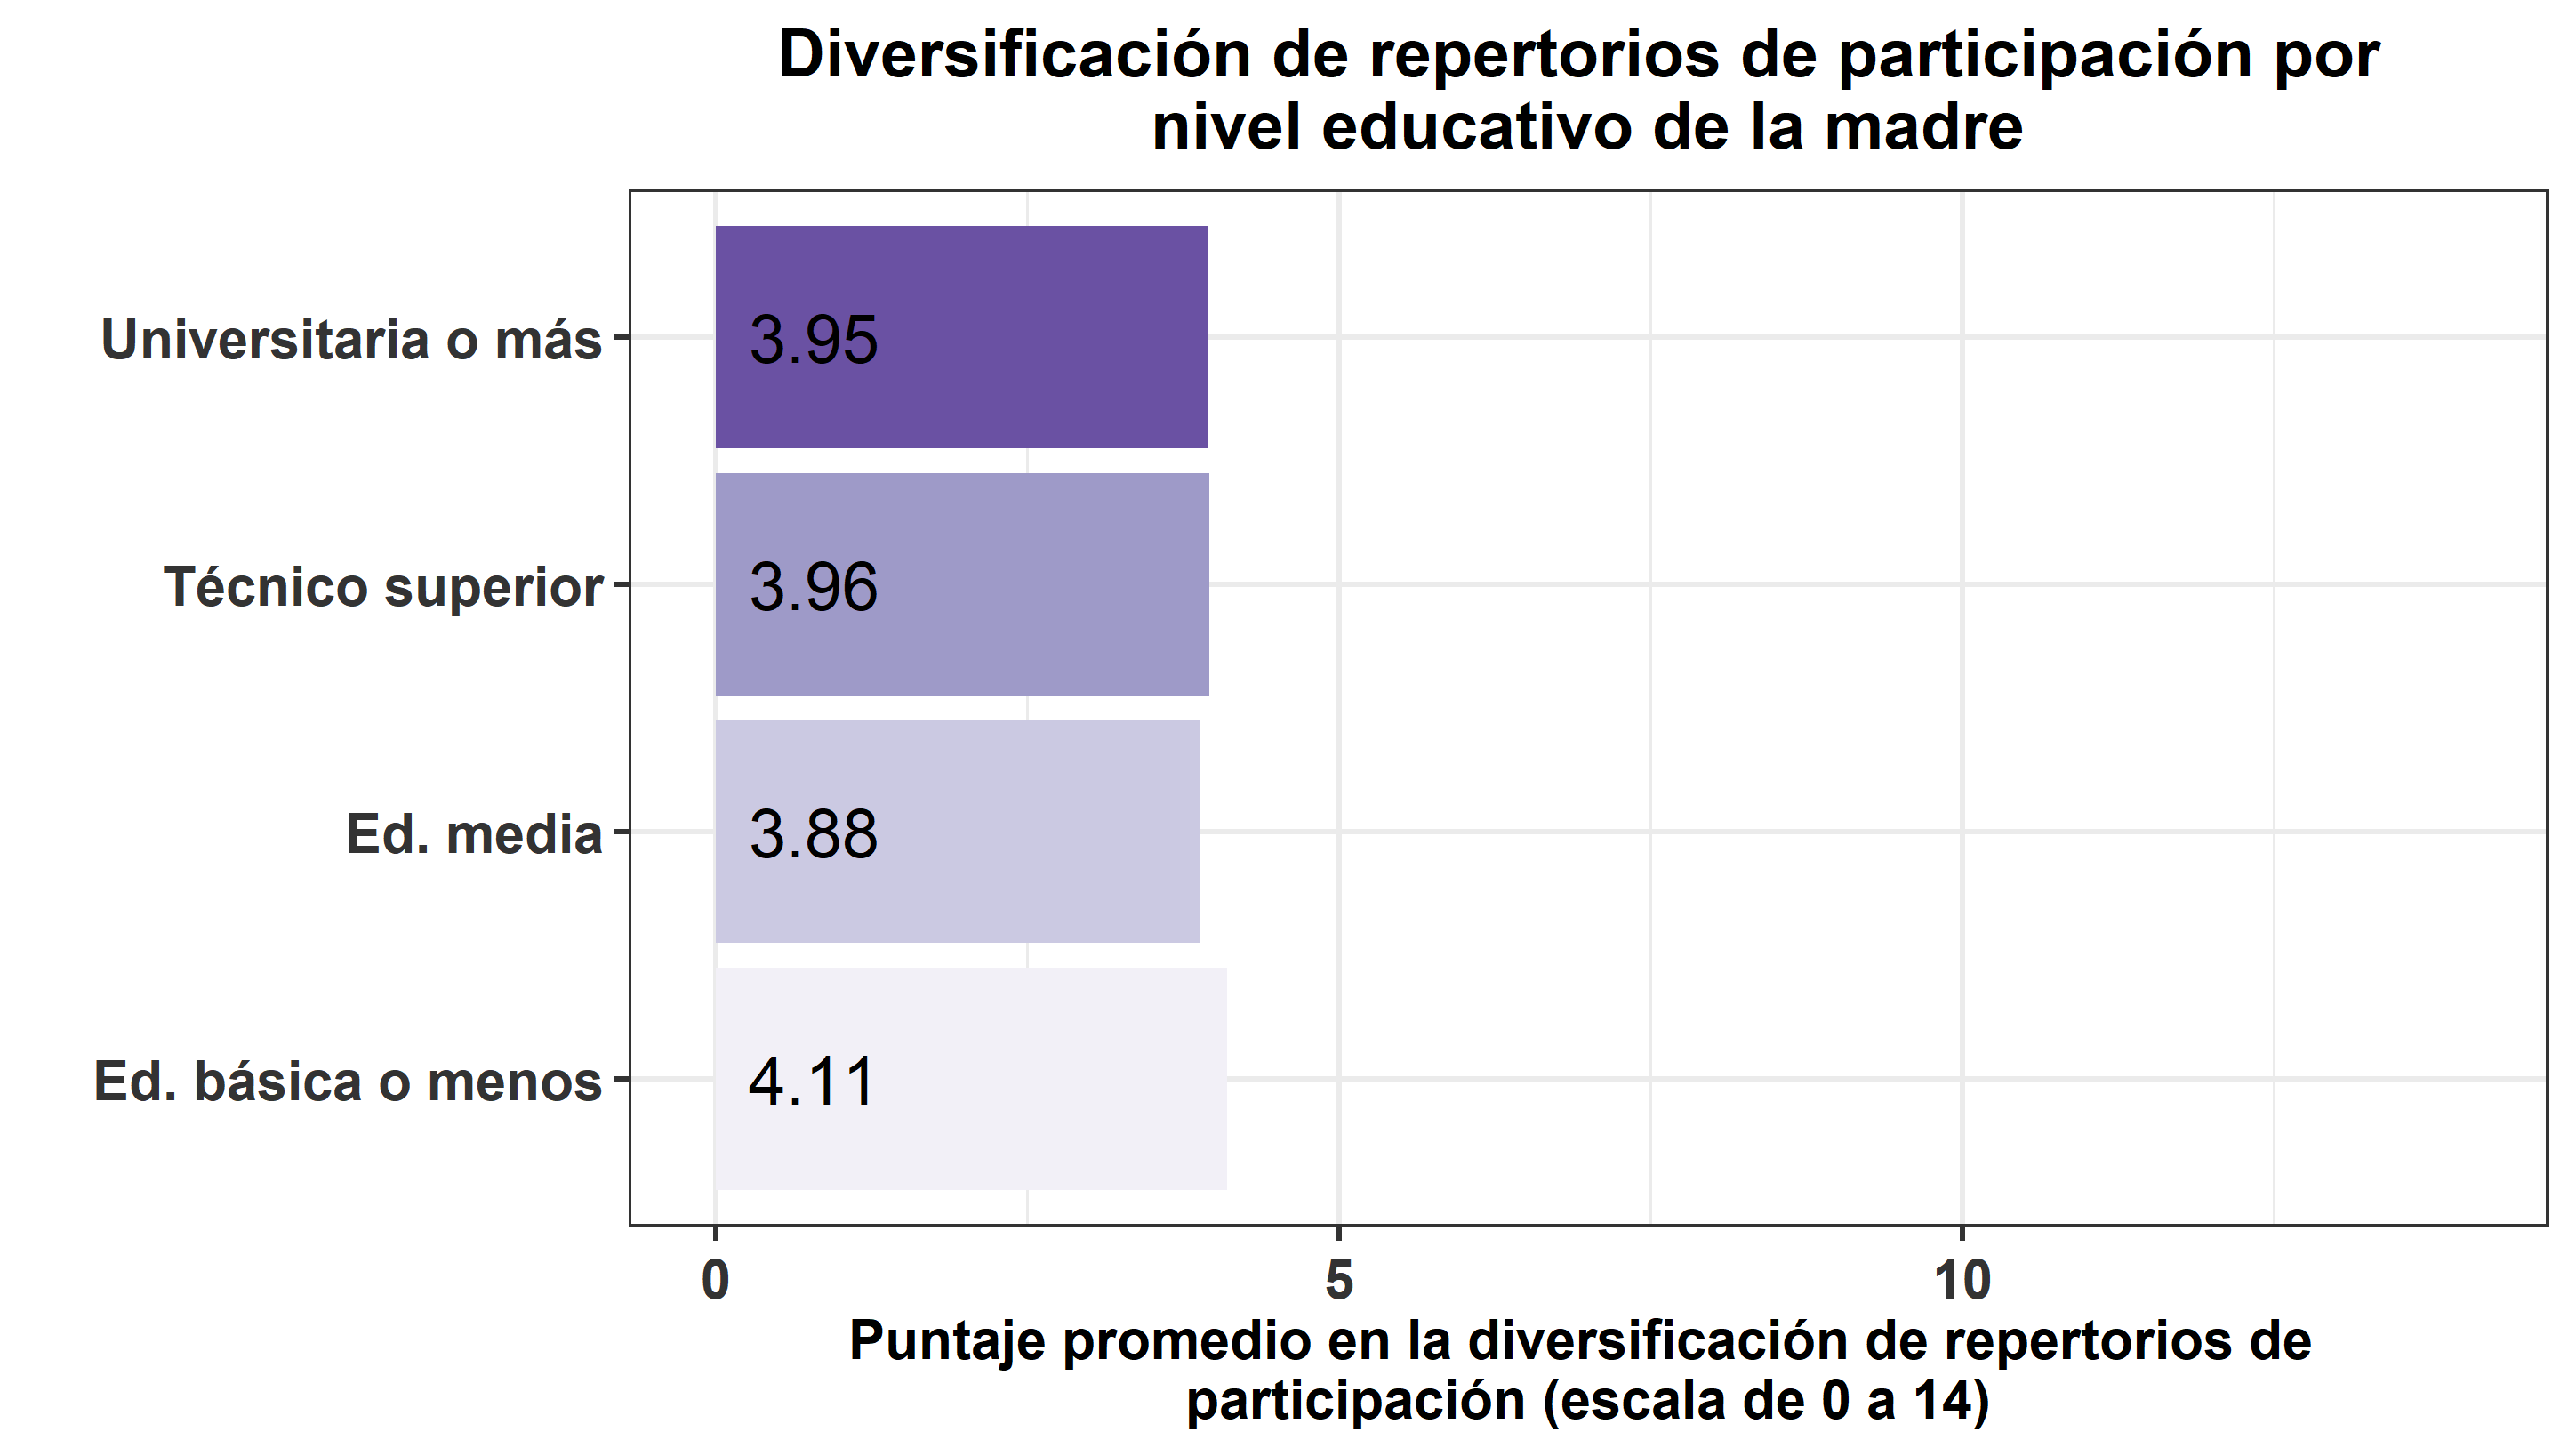 Diversificación de repertorios de participación por
nivel educativo de la madre
Universitaria o más
3.95
Técnico superior
3.96
Ed. media
3.88
Ed. básica o menos
4.11
0
5
10
Puntaje promedio en la diversificación de repertorios de
participación (escala de 0 a 14)